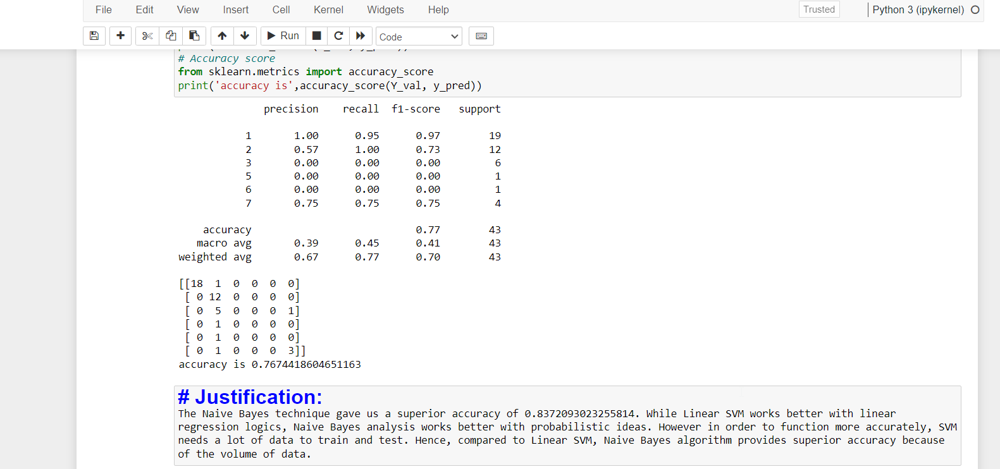 File Edit View Insert Cell Kernel Widgets Help Trusted Python 3 (ipykernel)
Run Code
# Accuracy score
from sklearn.metrics import accuracy_score
print('accuracy is',accuracy_score(Y_val, y_pred))
precision recall f1-score support
1 1.00 0.95 0.97 19
2 0.57 1.00 0.73 12
3 0.00 0.00 0.00 6
5 0.00 0.00 0.00 1
6 0.00 0.00 0.00 1
7 0.75 0.75 0.75 4
accuracy 0.77 43
macro avg 0.39 0.45 0.41 43
weighted avg 0.67 0.77 0.70 43
[[18 1 0 0 0 0]
[ 0 12 0 0 0 0]
[ 0 5 0 0 0 1]
[ 0 1 0 0 0 0]
[ 0 1 0 0 0 0]
[ 0 1 0 0 0 3]]
accuracy is 0.7674418604651163
# Justification:
The Naive Bayes technique gave us a superior accuracy of 0.8372093023255814. While Linear SVM works better with linear
regression logics, Naive Bayes analysis works better with probabilistic ideas. However in order to function more accurately, SVM
needs a lot of data to train and test. Hence, compared to Linear SVM, Naive Bayes algorithm provides superior accuracy because
of the volume of data.